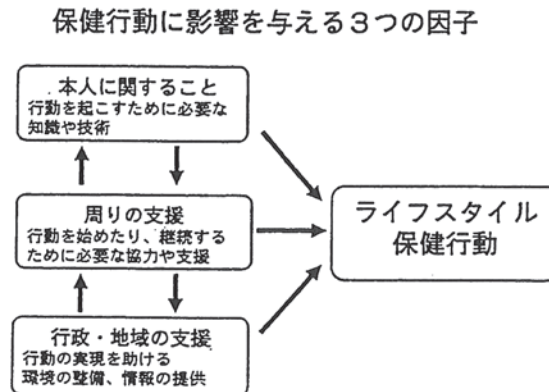 保健行動に影響を与える３つの因子
本人に関すること
行動を起こすために必要な
知識や技術
周りの支援
行動を始めたり、継続する
ために必要な協力や支援
行政・地域の支援
行動の実現を助ける
環境の整備、情報の提供
ライフスタイル
保健行動